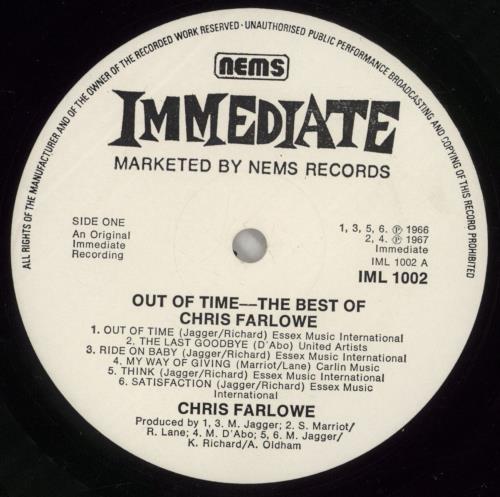 ALL RIGHTS OF THE MANUFACTURER AND OF THE OWNER OF THE RECORDED WORK RESERVED · UNAUTHORISED PUBLIC PERFORMANCE BROADCASTING AND COPYING OF THIS RECORD PROHIBITED
nems
IMMEDIATE
MARKETED BY NEMS RECORDS
SIDE ONE
An Original
Immediate
Recording
1, 3, 5, 6. ℗ 1966
2, 4. ℗ 1967
Immediate
IML 1002 A
IML 1002
OUT OF TIME—THE BEST OF
CHRIS FARLOWE
1. OUT OF TIME (Jagger/Richard) Essex Music International
2. THE LAST GOODBYE (D'Abo) United Artists
3. RIDE ON BABY (Jagger/Richard) Essex Music International
4. MY WAY OF GIVING (Marriot/Lane) Carlin Music
5. THINK (Jagger/Richard) Essex Music International
6. SATISFACTION (Jagger/Richard) Essex Music
International
CHRIS FARLOWE
Produced by 1, 3, M. Jagger; 2. S. Marriot/
R. Lane; 4. M. D'Abo; 5, 6. M. Jagger/
K. Richard/A. Oldham